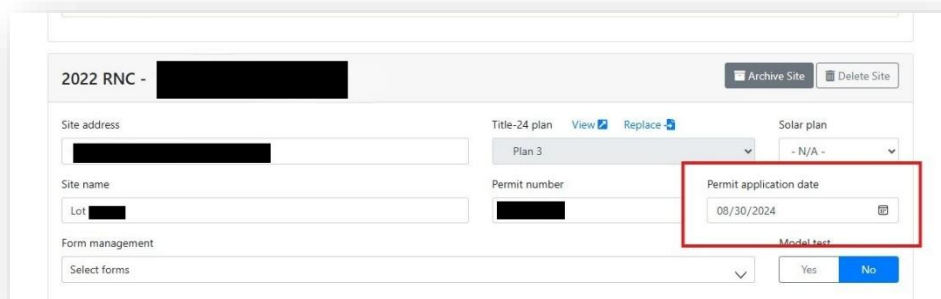 2022 RNC -
Archive Site
Delete Site
Site address
Title-24 plan View Replace
Solar plan
Plan 3
- N/A -
Site name
Permit number
Permit application date
Lot
08/30/2024
Form management
Model test
Select forms
Yes No